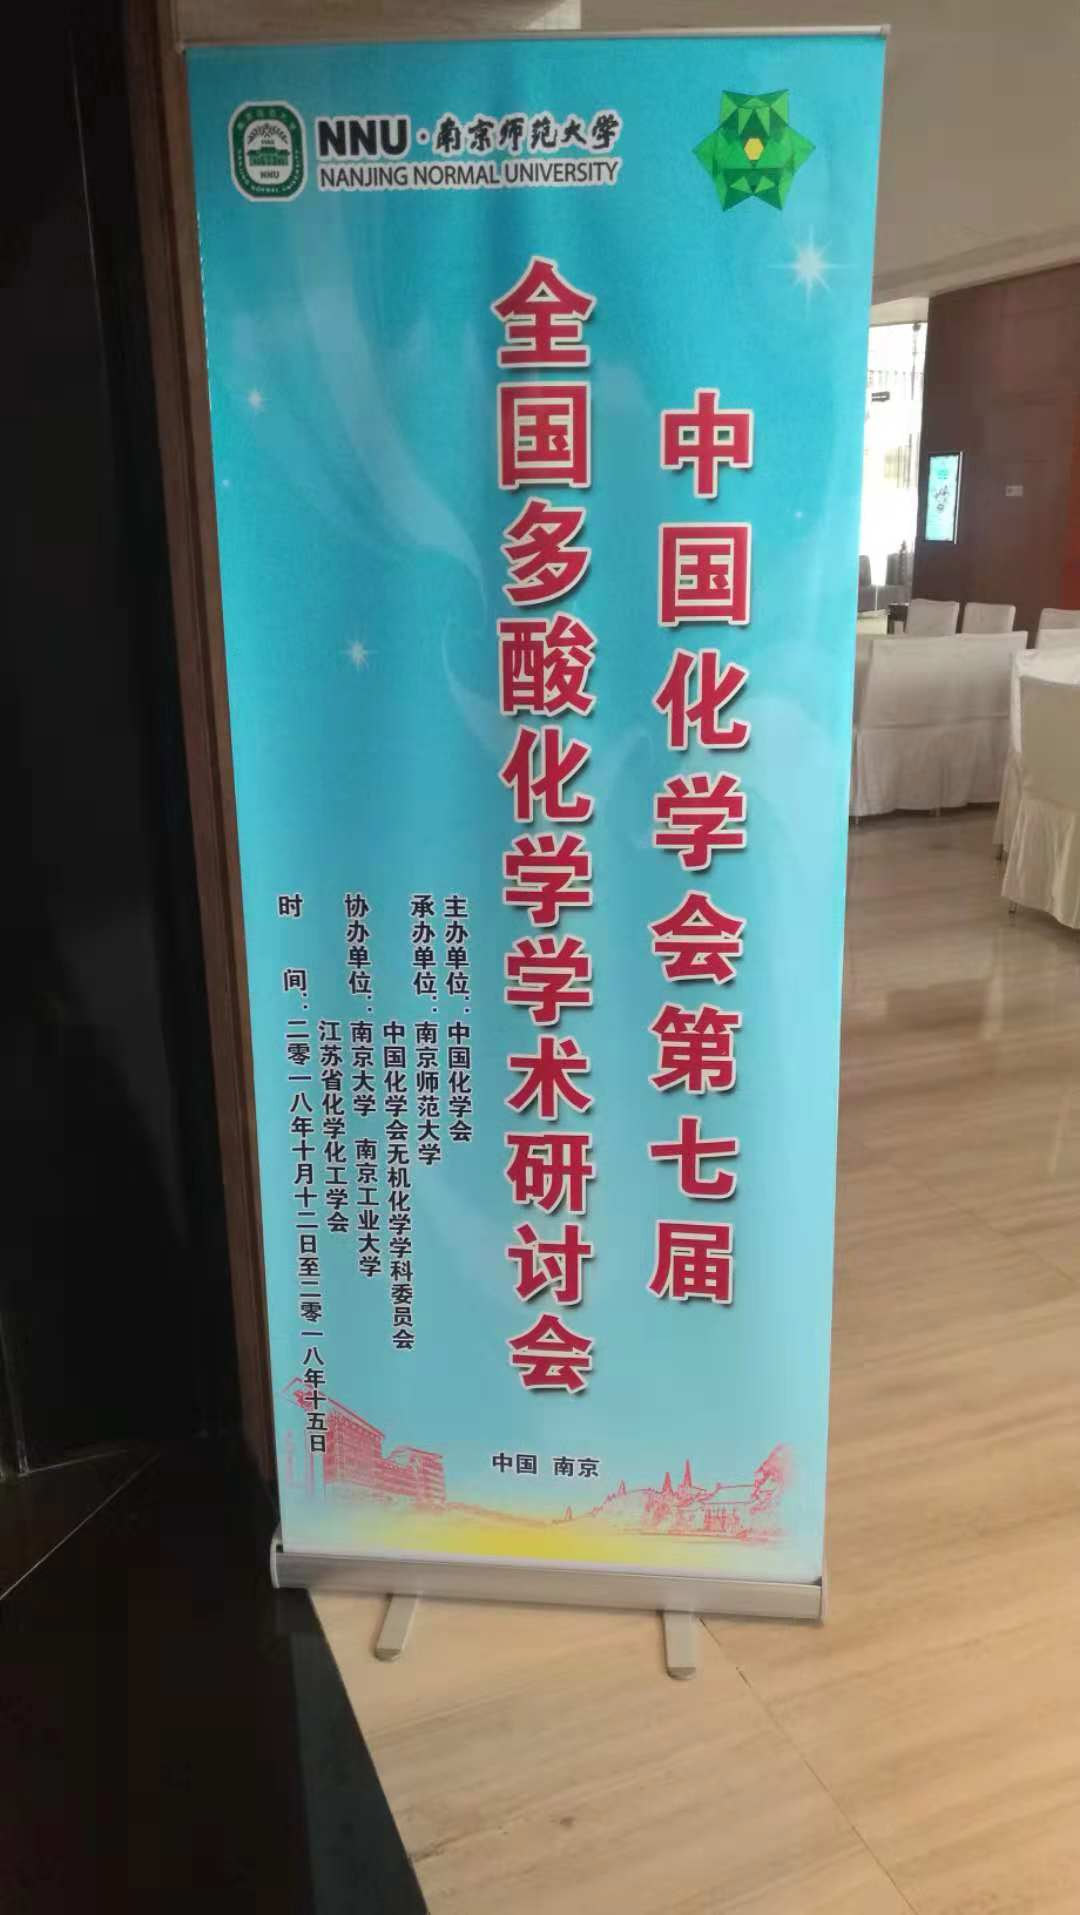 NNU·南京师范大学
NANJING NORMAL UNIVERSITY
NNU
中国化学会第七届
全国多酸化学学术研讨会
主办单位：中国化学会
承办单位：南京师范大学
中国化学会无机化学学科委员会
协办单位：南京大学 南京工业大学
江苏省化学化工学会
时 间：二零一八年十月十二日至二零一八年十五日
中国 南京